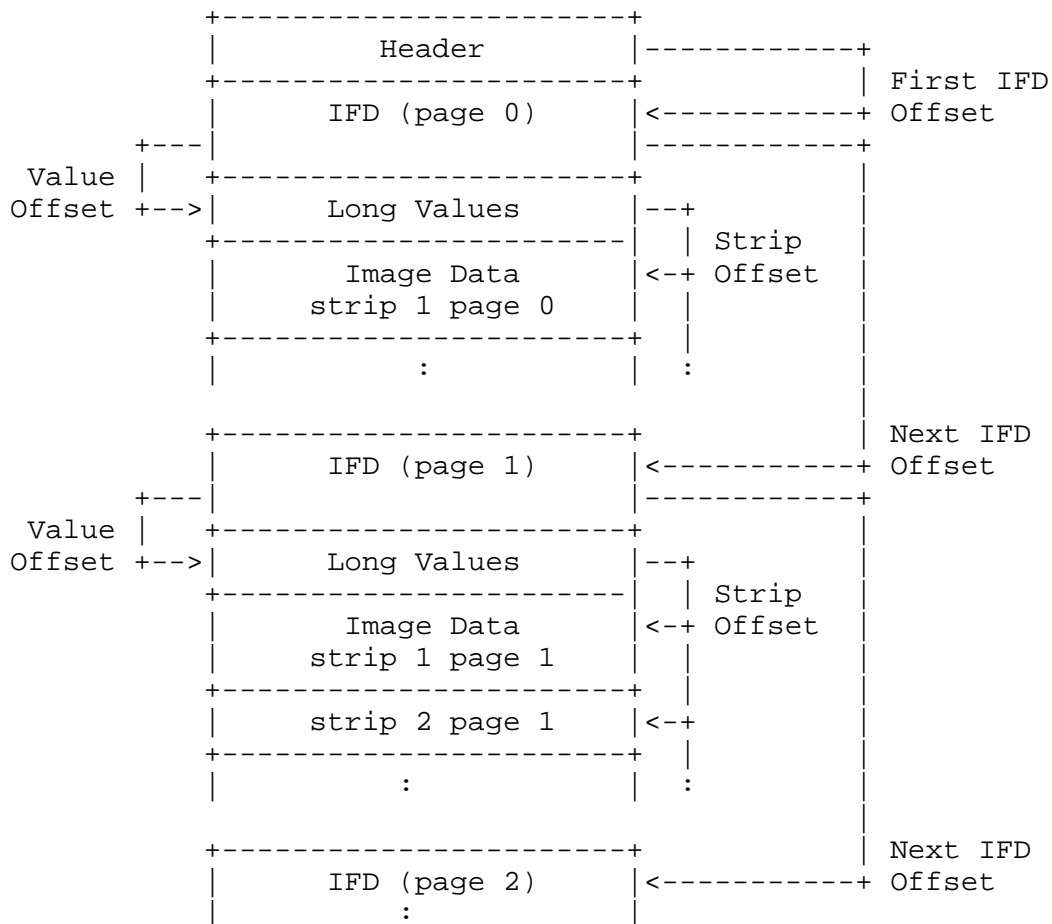 Header
First IFD
IFD (page 0) Offset
Value
Offset Long Values
Strip
Image Data Offset
strip 1 page 0
: :
Next IFD
IFD (page 1) Offset
Value
Offset Long Values
Strip
Image Data Offset
strip 1 page 1
strip 2 page 1
: :
Next IFD
IFD (page 2) Offset
: